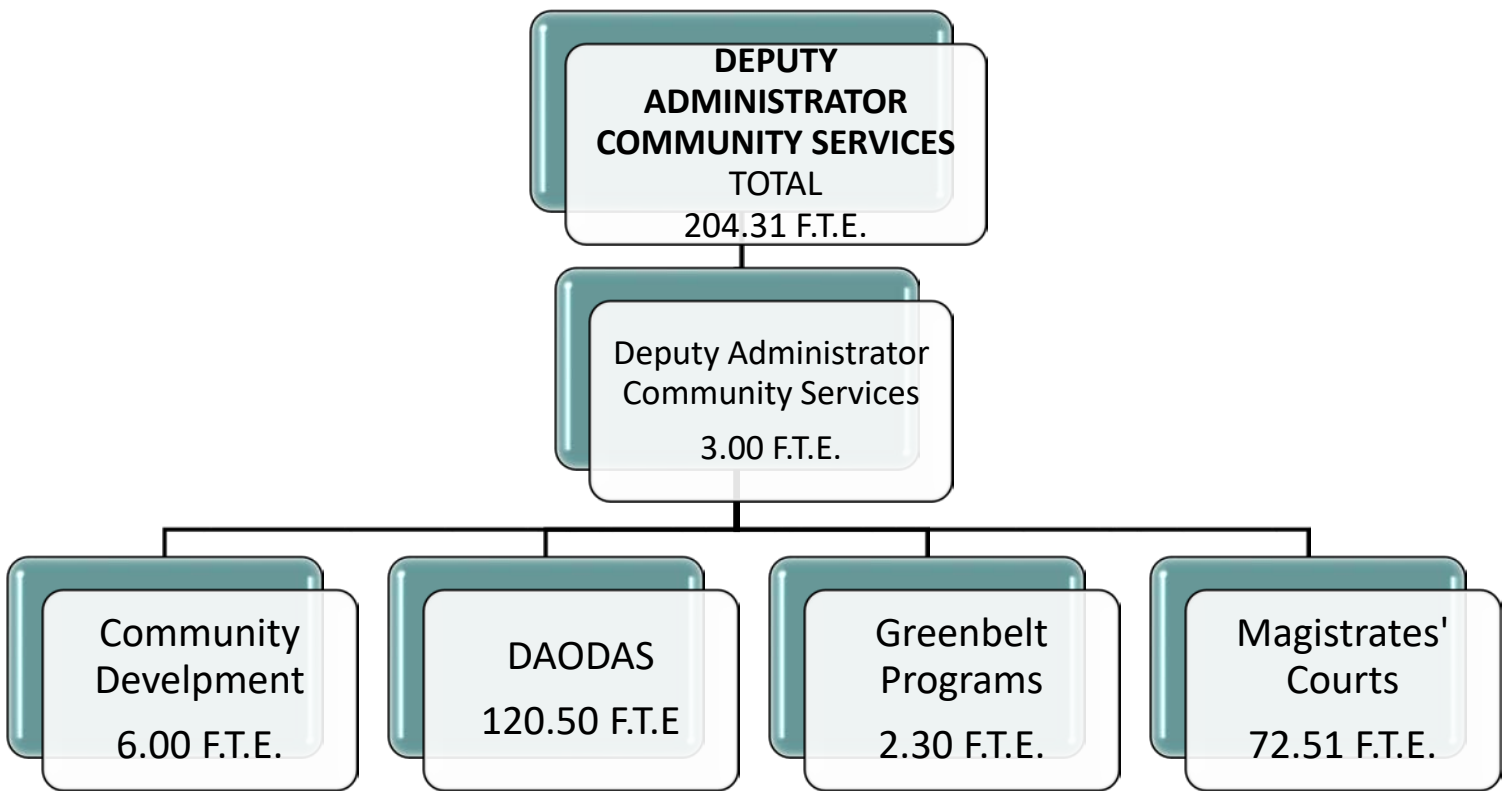 DEPUTY
ADMINISTRATOR
COMMUNITY SERVICES
TOTAL
204.31 F.T.E.
Deputy Administrator
Community Services
3.00 F.T.E.
Community
Develpment
6.00 F.T.E.
DAODAS
120.50 F.T.E
Greenbelt
Programs
2.30 F.T.E.
Magistrates'
Courts
72.51 F.T.E.